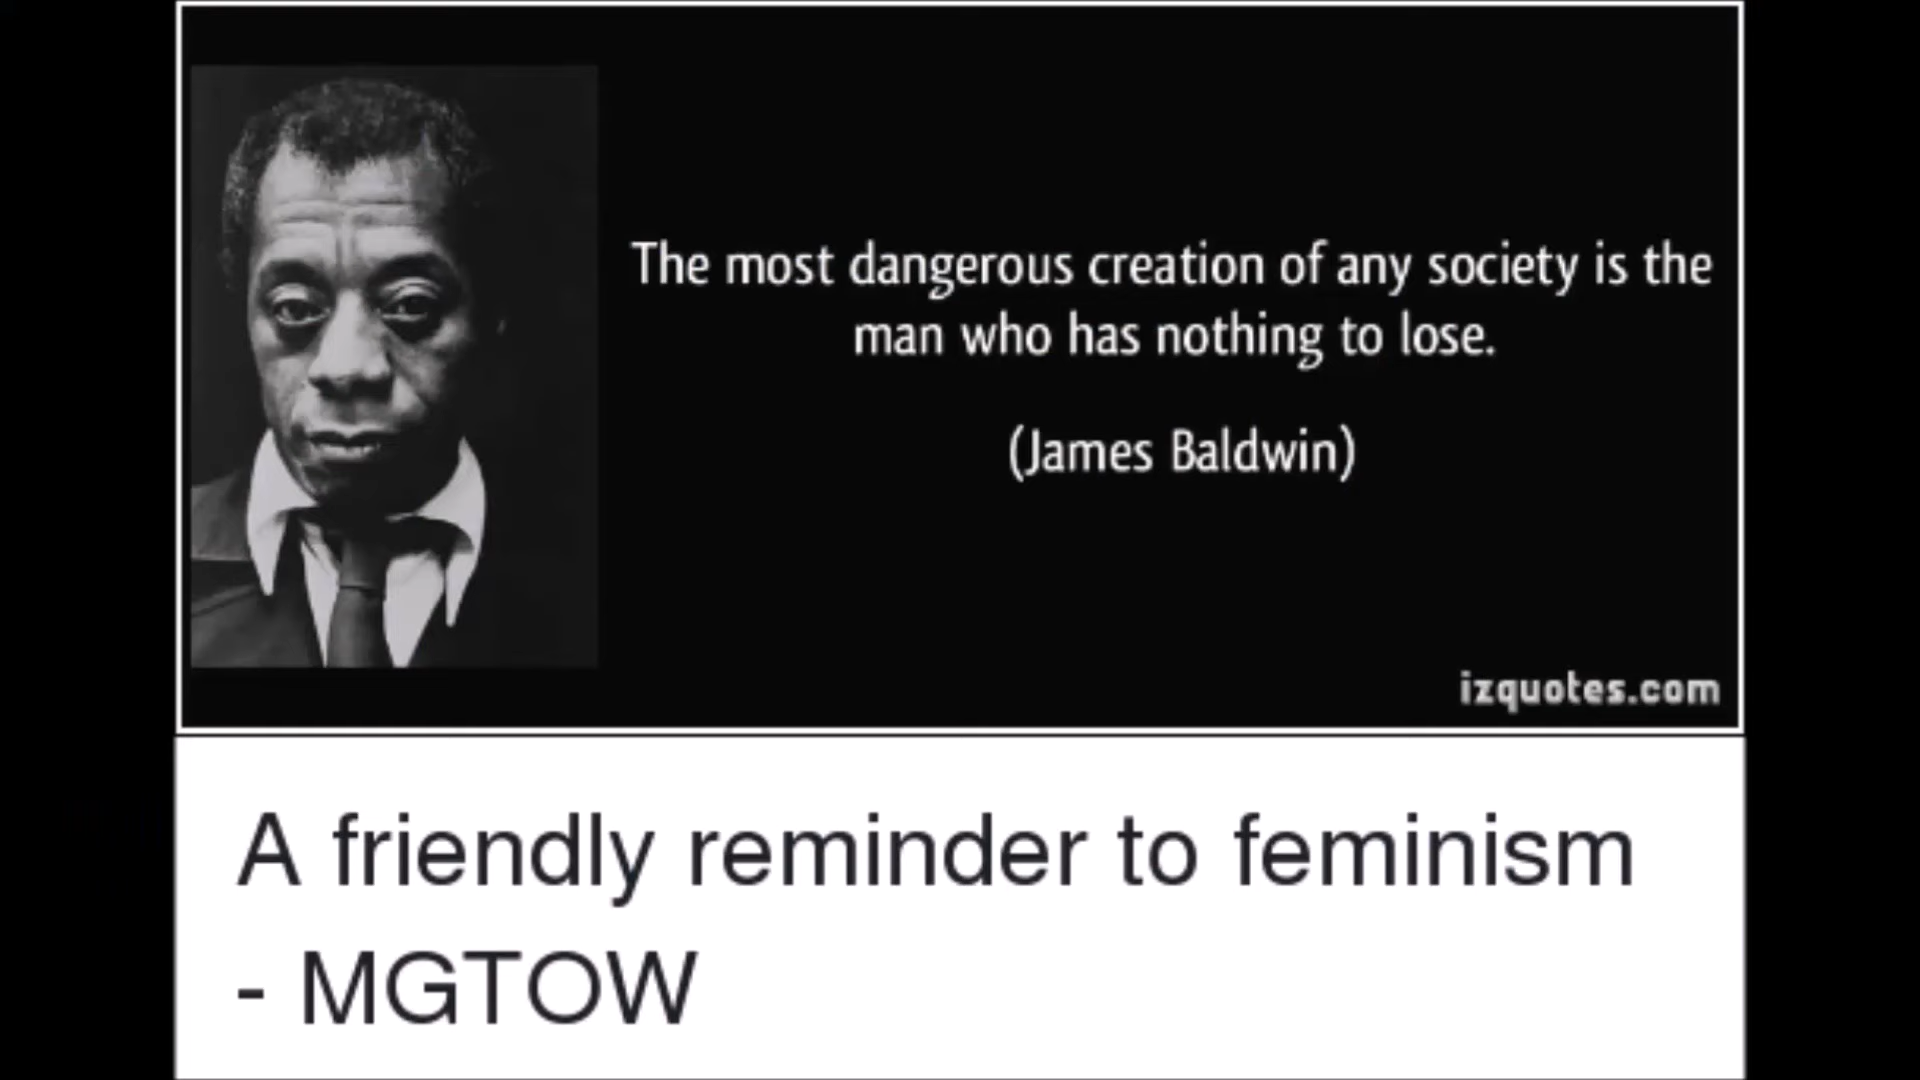 The most dangerous creation of any society is the
man who has nothing to lose.
(James Baldwin)
izquotes.com
A friendly reminder to feminism
- MGTOW